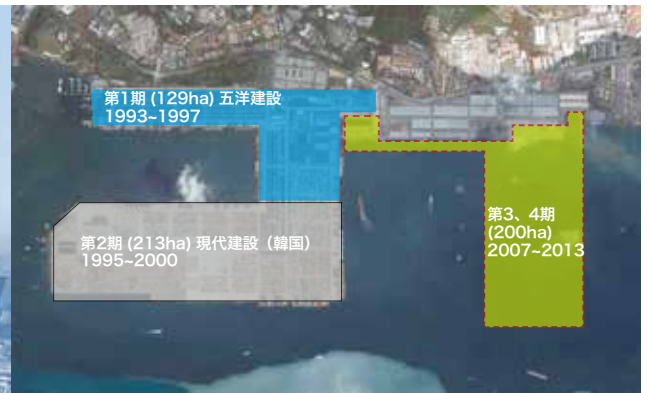 第1期 (129ha) 五洋建設
1993~1997
第2期 (213ha) 現代建設（韓国）
1995~2000
第3、4期
(200ha)
2007~2013